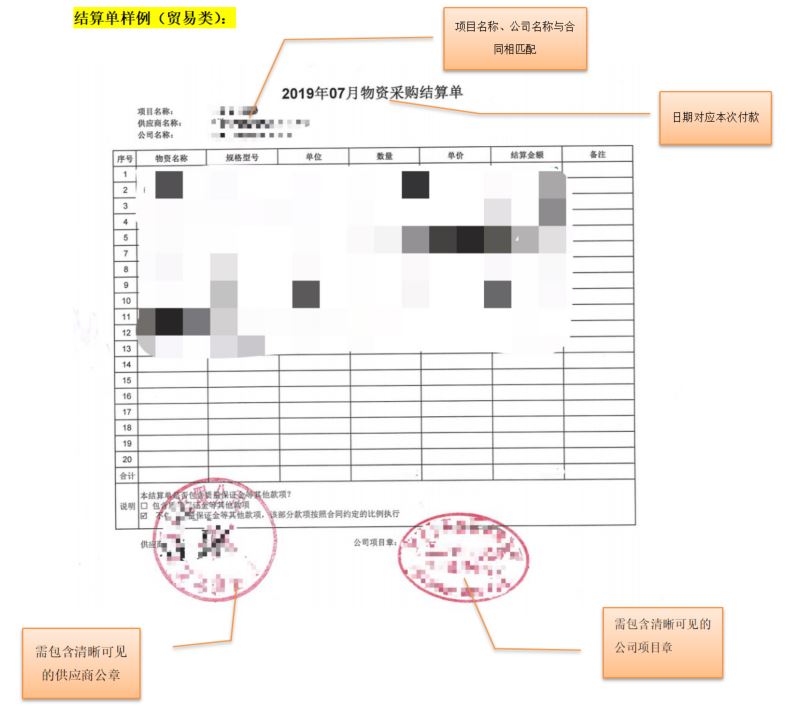 结算单样例（贸易类）：
项目名称、公司名称与合
同相匹配
2019年07月物资采购结算单
日期对应本次付款
项目名称：
供应商名称：
公司名称：
序号 物资名称 规格型号 单位 数量 单价 结算金额 备注
1
2
3
4
5
7
8
9
10
11
12
13
14
15
16
17
18
19
20
合计
说明
本结算单是否包含质量保证金等其他款项？
☐ 包含 金等其他款项
☑ 不 保证金等其他款项，该部分款项按照合同约定的比例执行
供应商
公司项目章：
需包含清晰可见
的供应商公章
需包含清晰可见的
公司项目章